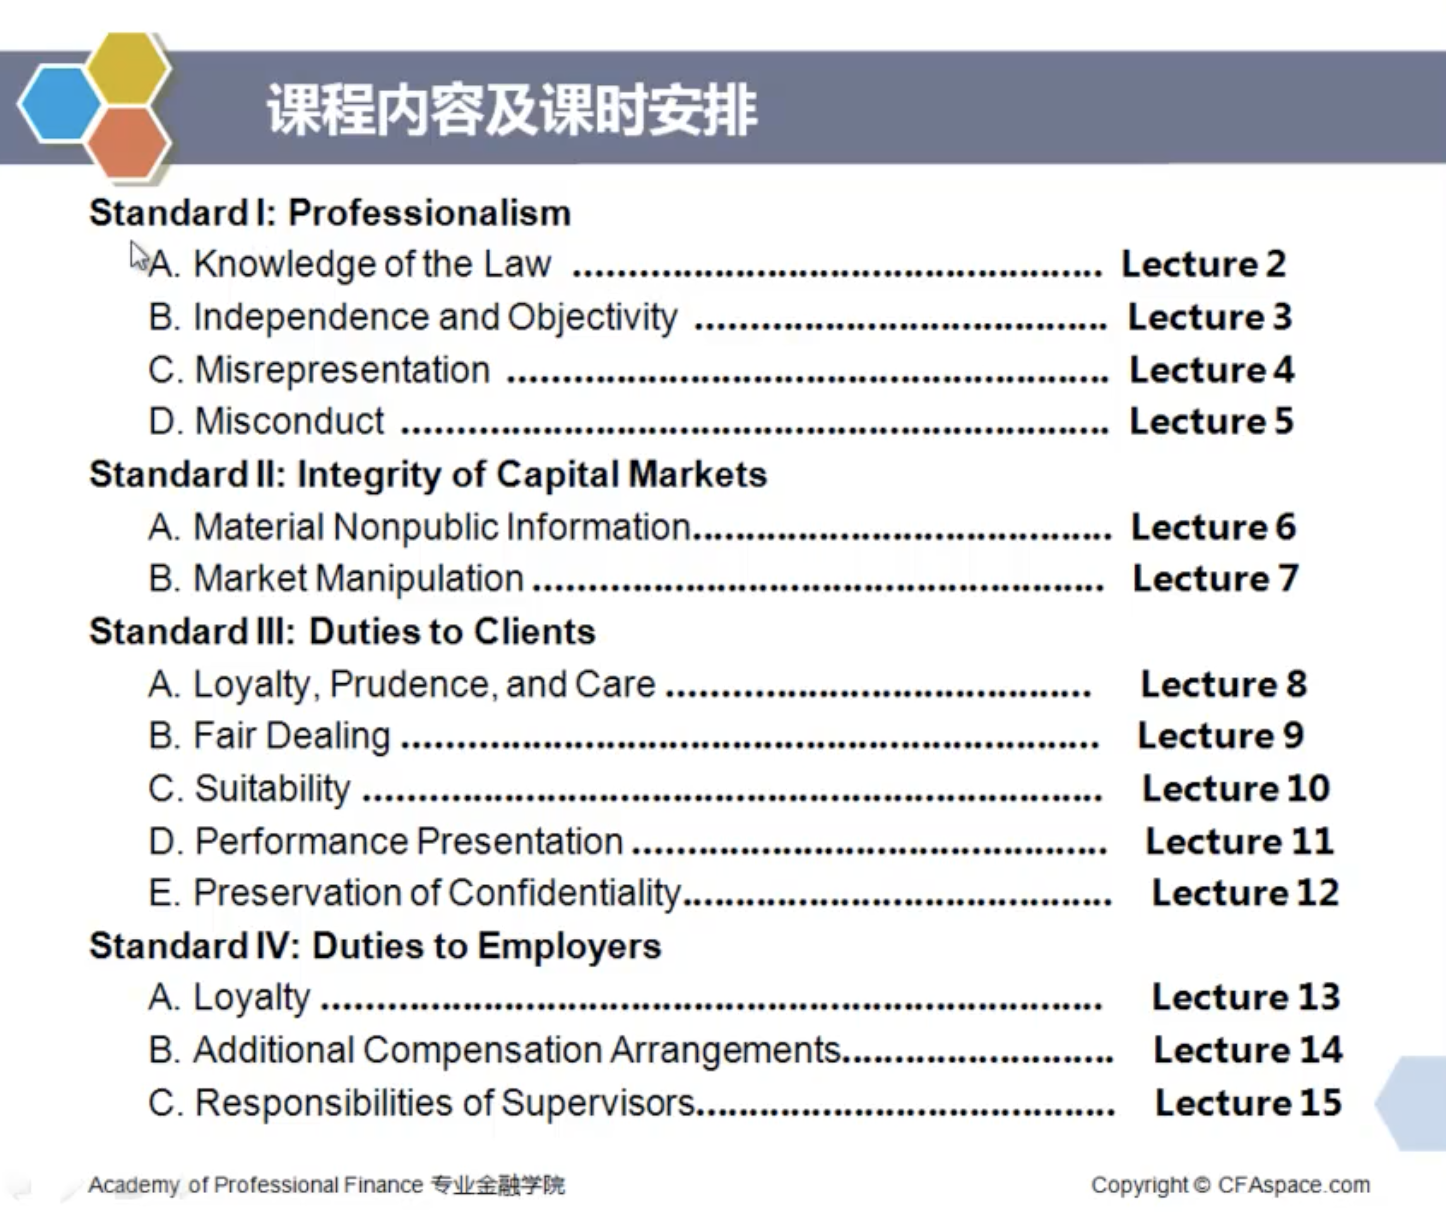 课程内容及课时安排
Standard I: Professionalism
A. Knowledge of the Law ................................................ Lecture 2
B. Independence and Objectivity ..................................... Lecture 3
C. Misrepresentation ...................................................... Lecture 4
D. Misconduct ................................................................ Lecture 5
Standard II: Integrity of Capital Markets
A. Material Nonpublic Information...................................... Lecture 6
B. Market Manipulation ................................................... Lecture 7
Standard III: Duties to Clients
A. Loyalty, Prudence, and Care ...................................... Lecture 8
B. Fair Dealing ............................................................... Lecture 9
C. Suitability .................................................................. Lecture 10
D. Performance Presentation .......................................... Lecture 11
E. Preservation of Confidentiality...................................... Lecture 12
Standard IV: Duties to Employers
A. Loyalty ...................................................................... Lecture 13
B. Additional Compensation Arrangements........................ Lecture 14
C. Responsibilities of Supervisors..................................... Lecture 15
Academy of Professional Finance 专业金融学院
Copyright © CFAspace.com